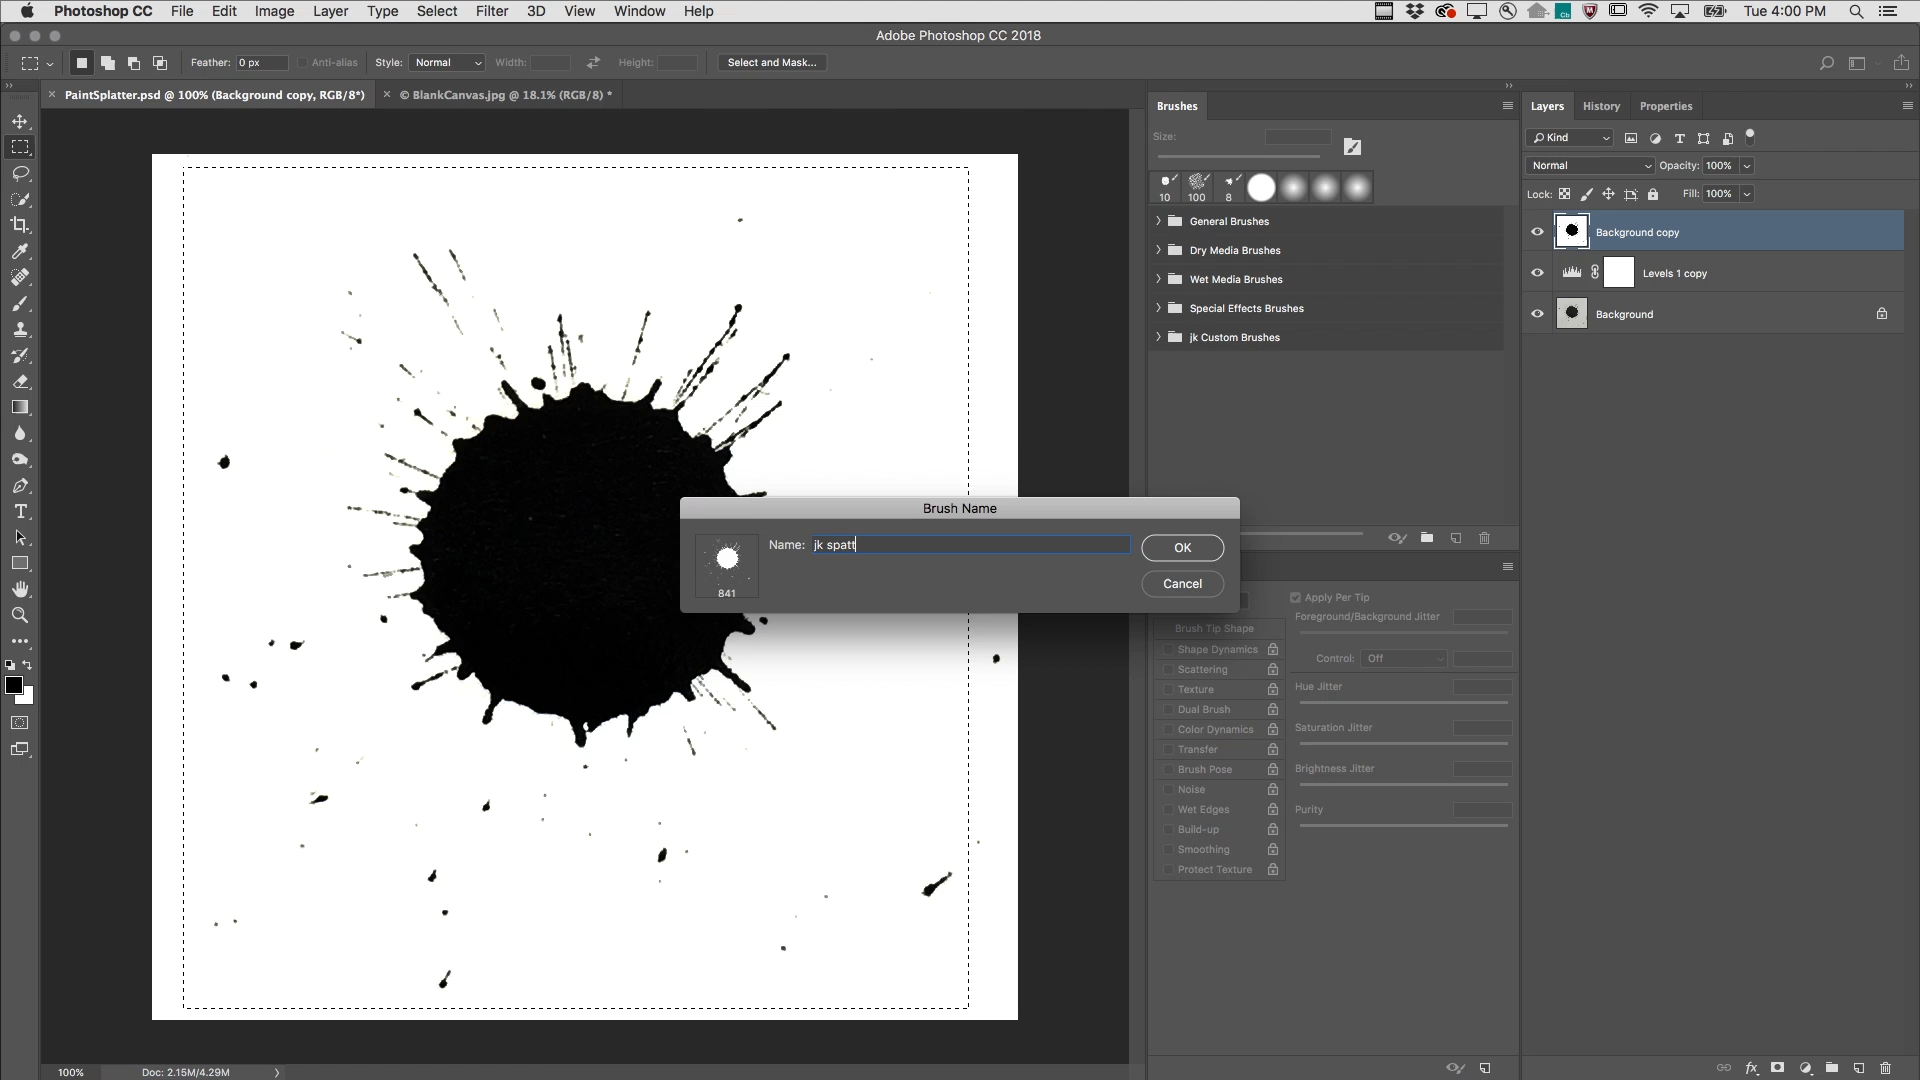 Photoshop CC File Edit Image Layer Type Select Filter 3D View Window Help Tue 4:00 PM
Adobe Photoshop CC 2018
Feather: 0 px Anti-alias Style: Normal Width: Height: Select and Mask...
PaintSplatter.psd @ 100% (Background copy, RGB/8*)
© BlankCanvas.jpg @ 18.1% (RGB/8) *
Brushes
Size:
10 100 8
General Brushes
Dry Media Brushes
Wet Media Brushes
Special Effects Brushes
jk Custom Brushes
Layers History Properties
Kind
Normal Opacity: 100%
Lock: Fill: 100%
Background copy
Levels 1 copy
Background
Brush Name
Name: jk spatt
OK
Cancel
841
Brush Tip Shape
Shape Dynamics
Scattering
Texture
Dual Brush
Color Dynamics
Transfer
Brush Pose
Noise
Wet Edges
Build-up
Smoothing
Protect Texture
Apply Per Tip
Foreground/Background Jitter
Control: Off
Hue Jitter
Saturation Jitter
Brightness Jitter
Purity
100% Doc: 2.15M/4.29M